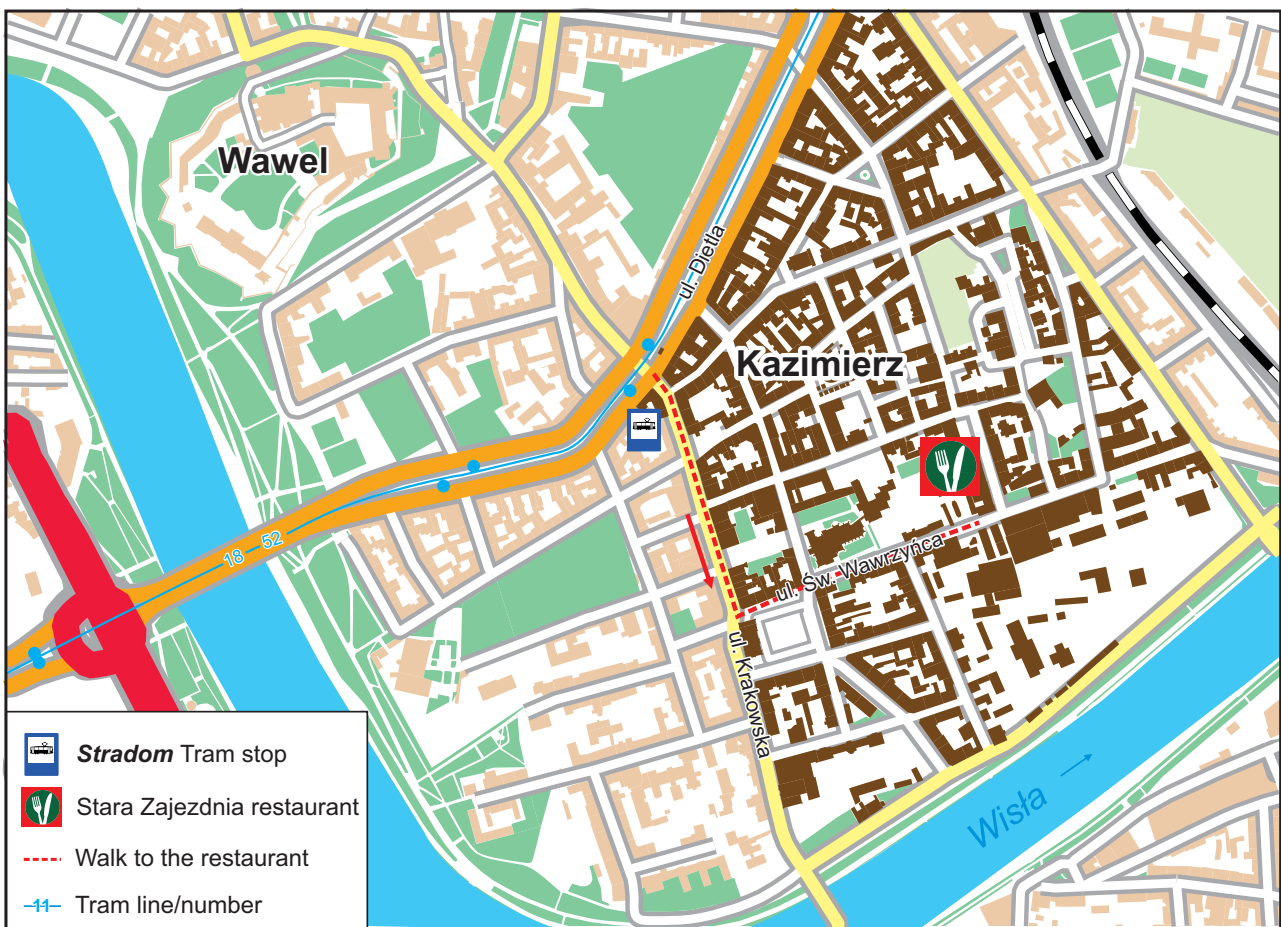 Wawel
ul. Dietla
Kazimierz
18
52
ul. Św. Wawrzyńca
ul. Krakowska
Wisła
Stradom Tram stop
Stara Zajezdnia restaurant
Walk to the restaurant
11
Tram line/number